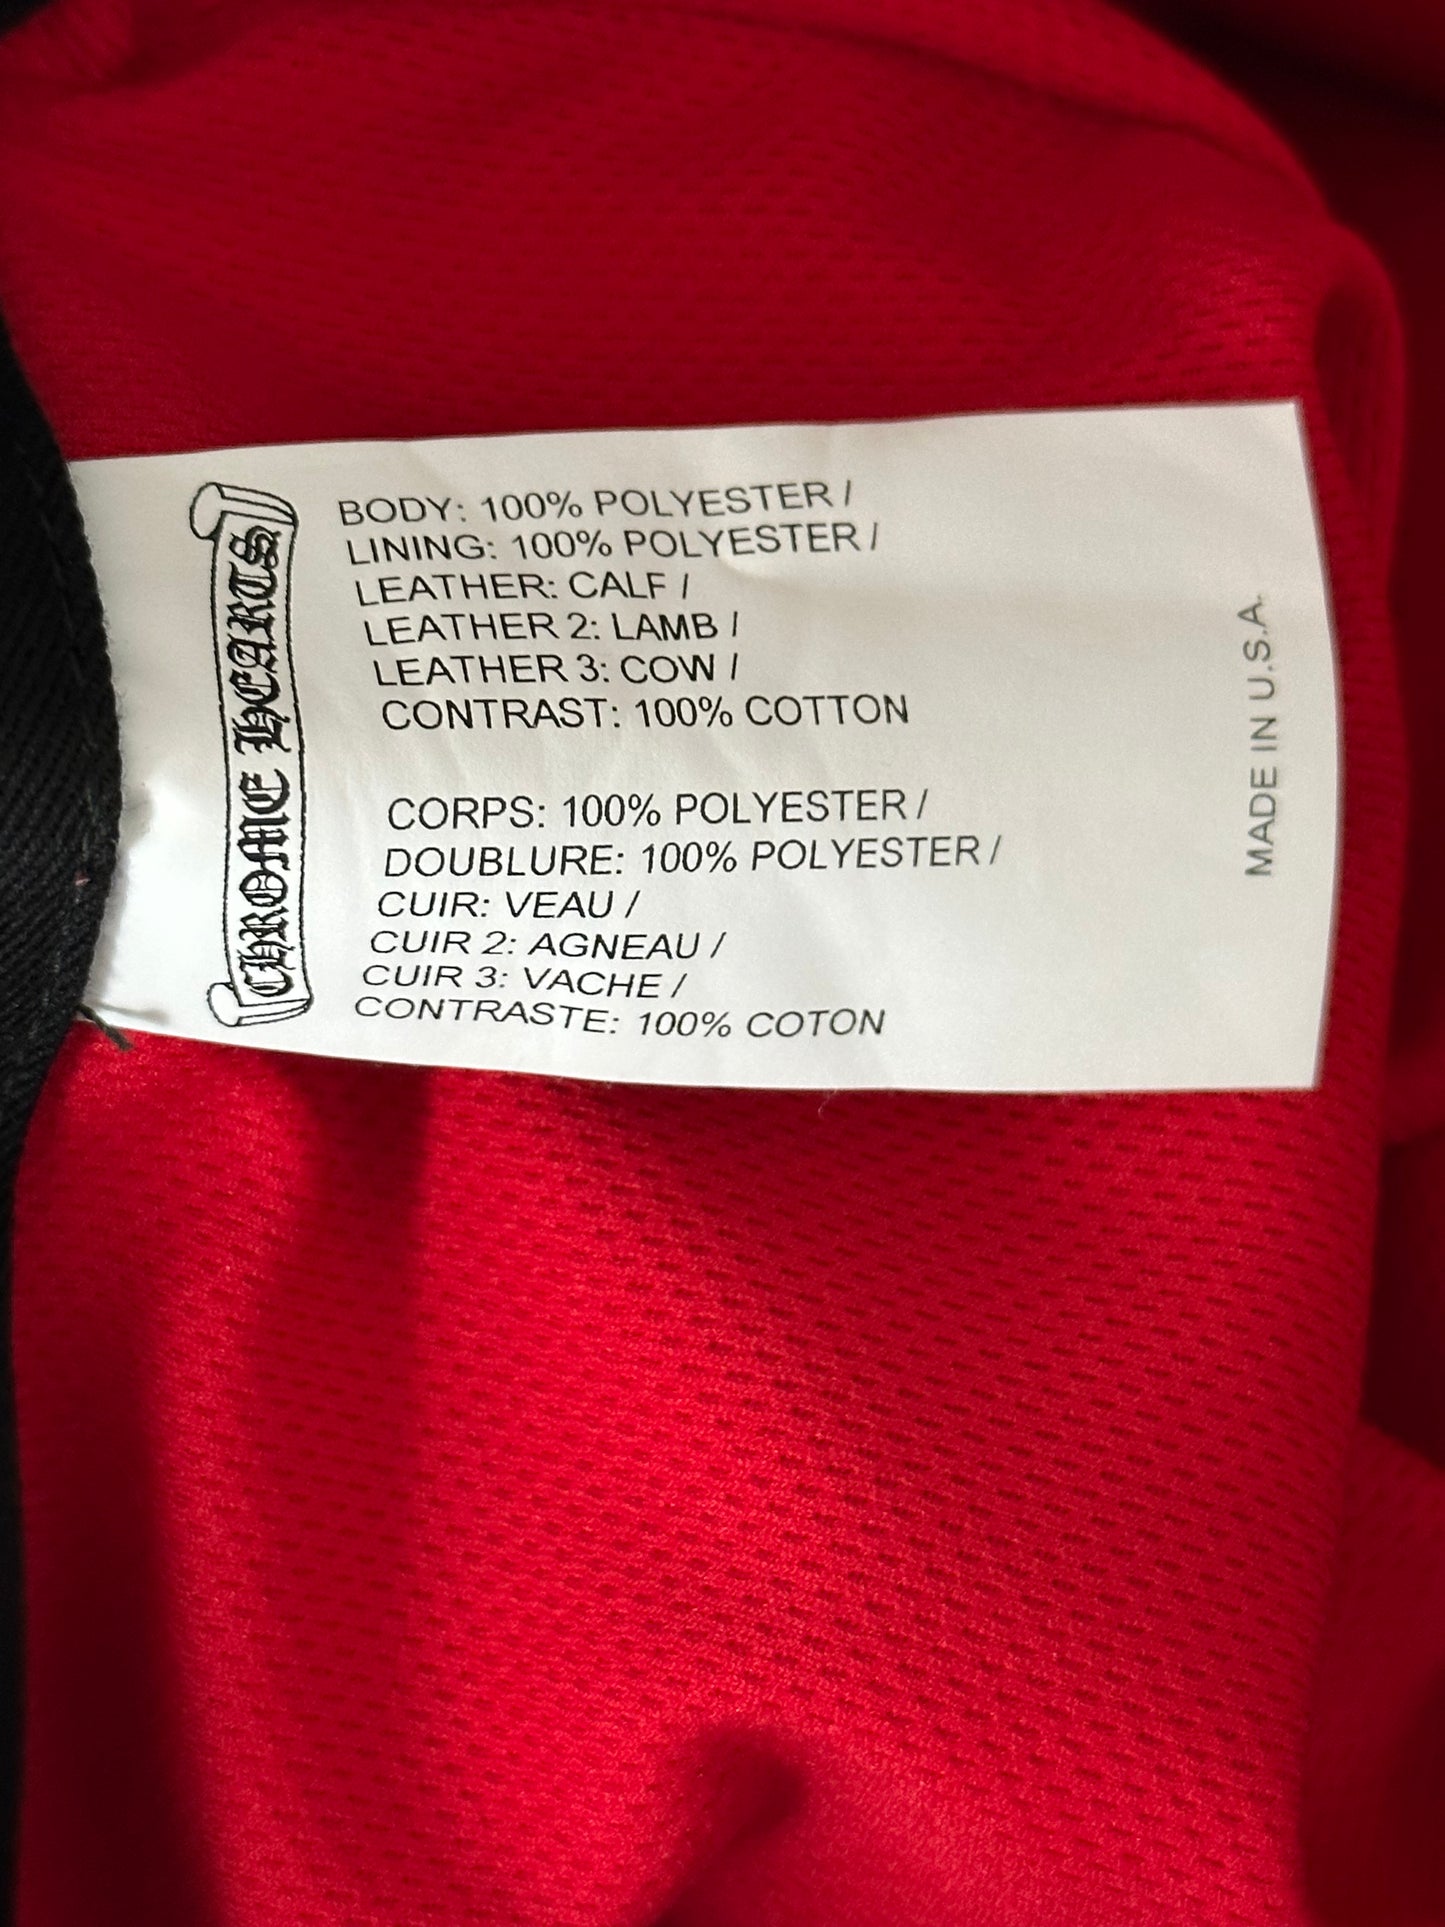 CHROME HEARTS
BODY: 100% POLYESTER /
LINING: 100% POLYESTER /
LEATHER: CALF /
LEATHER 2: LAMB /
LEATHER 3: COW /
CONTRAST: 100% COTTON
CORPS: 100% POLYESTER /
DOUBLURE: 100% POLYESTER /
CUIR: VEAU /
CUIR 2: AGNEAU /
CUIR 3: VACHE /
CONTRASTE: 100% COTON
MADE IN U.S.A.